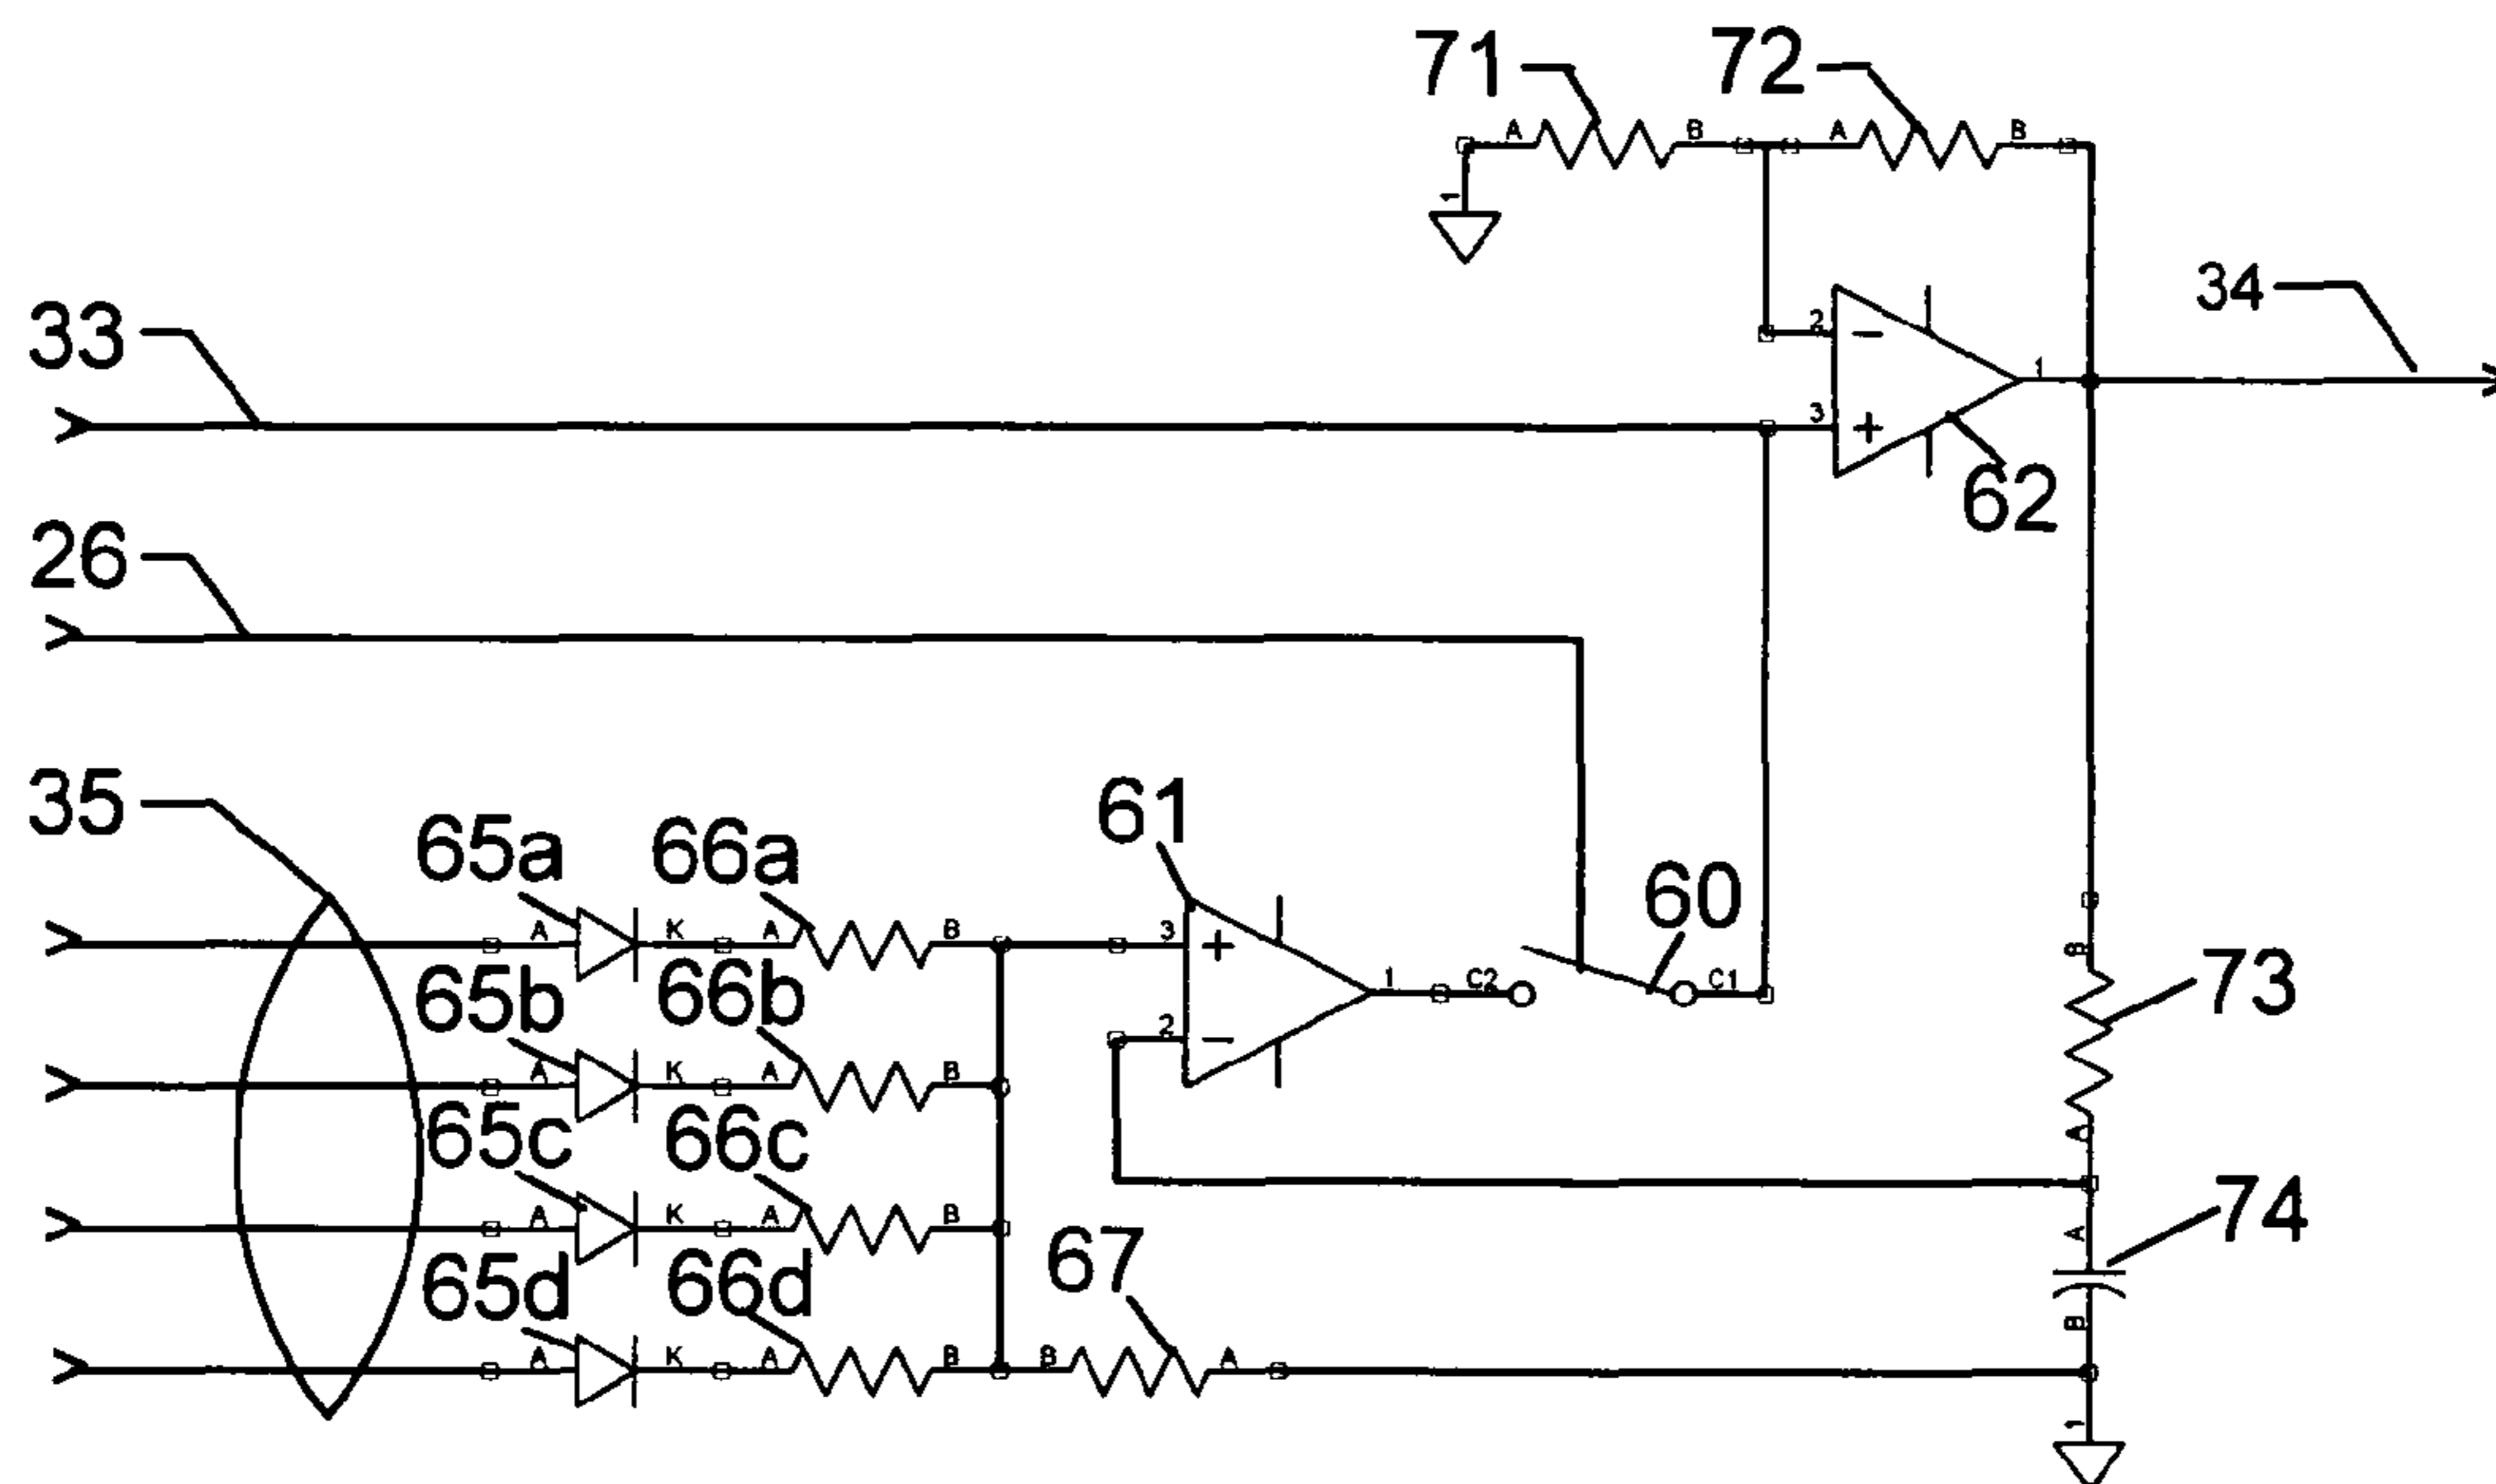 71 72
A B A B
1
34
33
2 −
1
3 +
62
26
35
65a 66a 61
60
A K A B 3 +
65b 66b
1 C2 C1
B
73
2 −
A K A B
65c 66c
A
74
A K A B
A
65d 66d 67
B
A K A B B A
1